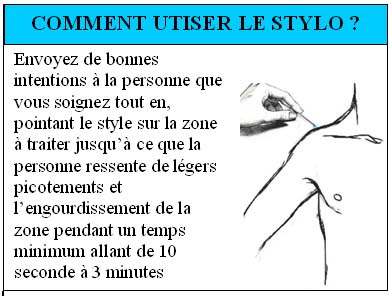 COMMENT UTISER LE STYLO ?
Envoyez de bonnes
intentions à la personne que
vous soignez tout en,
pointant le style sur la zone
à traiter jusqu'à ce que la
personne ressente de légers
picotements et
l'engourdissement de la
zone pendant un temps
minimum allant de 10
seconde à 3 minutes